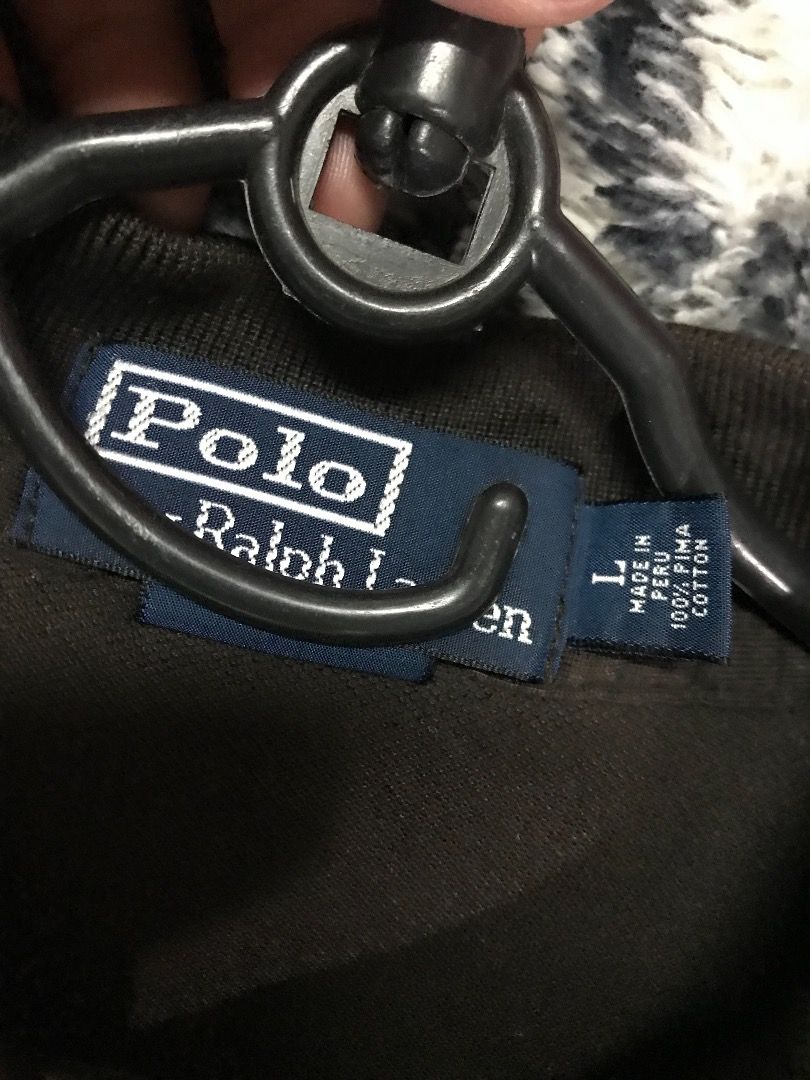 Polo
Ralph
L
MADE IN
PERU
100% PIMA
COTTON